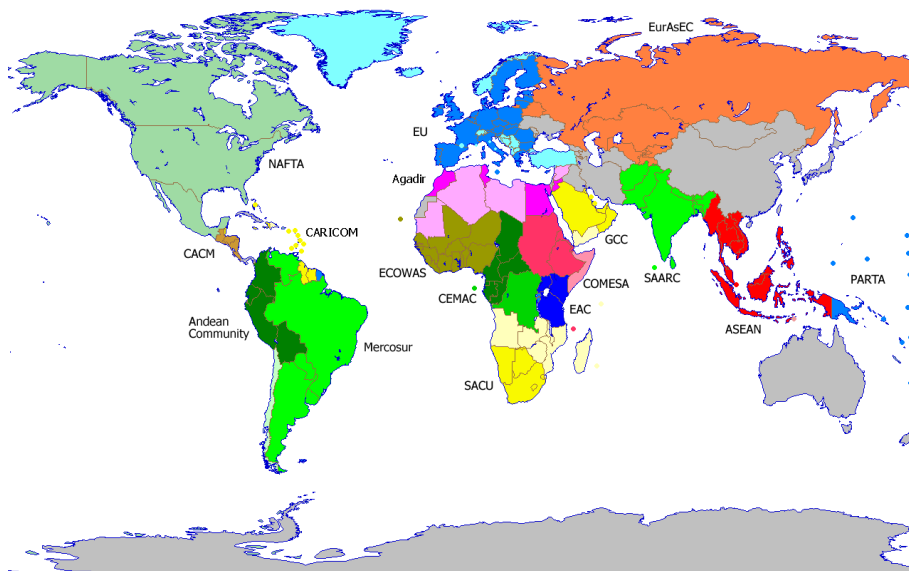 EurAsEC
EU
NAFTA
Agadir
CARICOM
GCC
CACM
ECOWAS
SAARC
COMESA
PARTA
CEMAC
EAC
Andean
Community
ASEAN
Mercosur
SACU